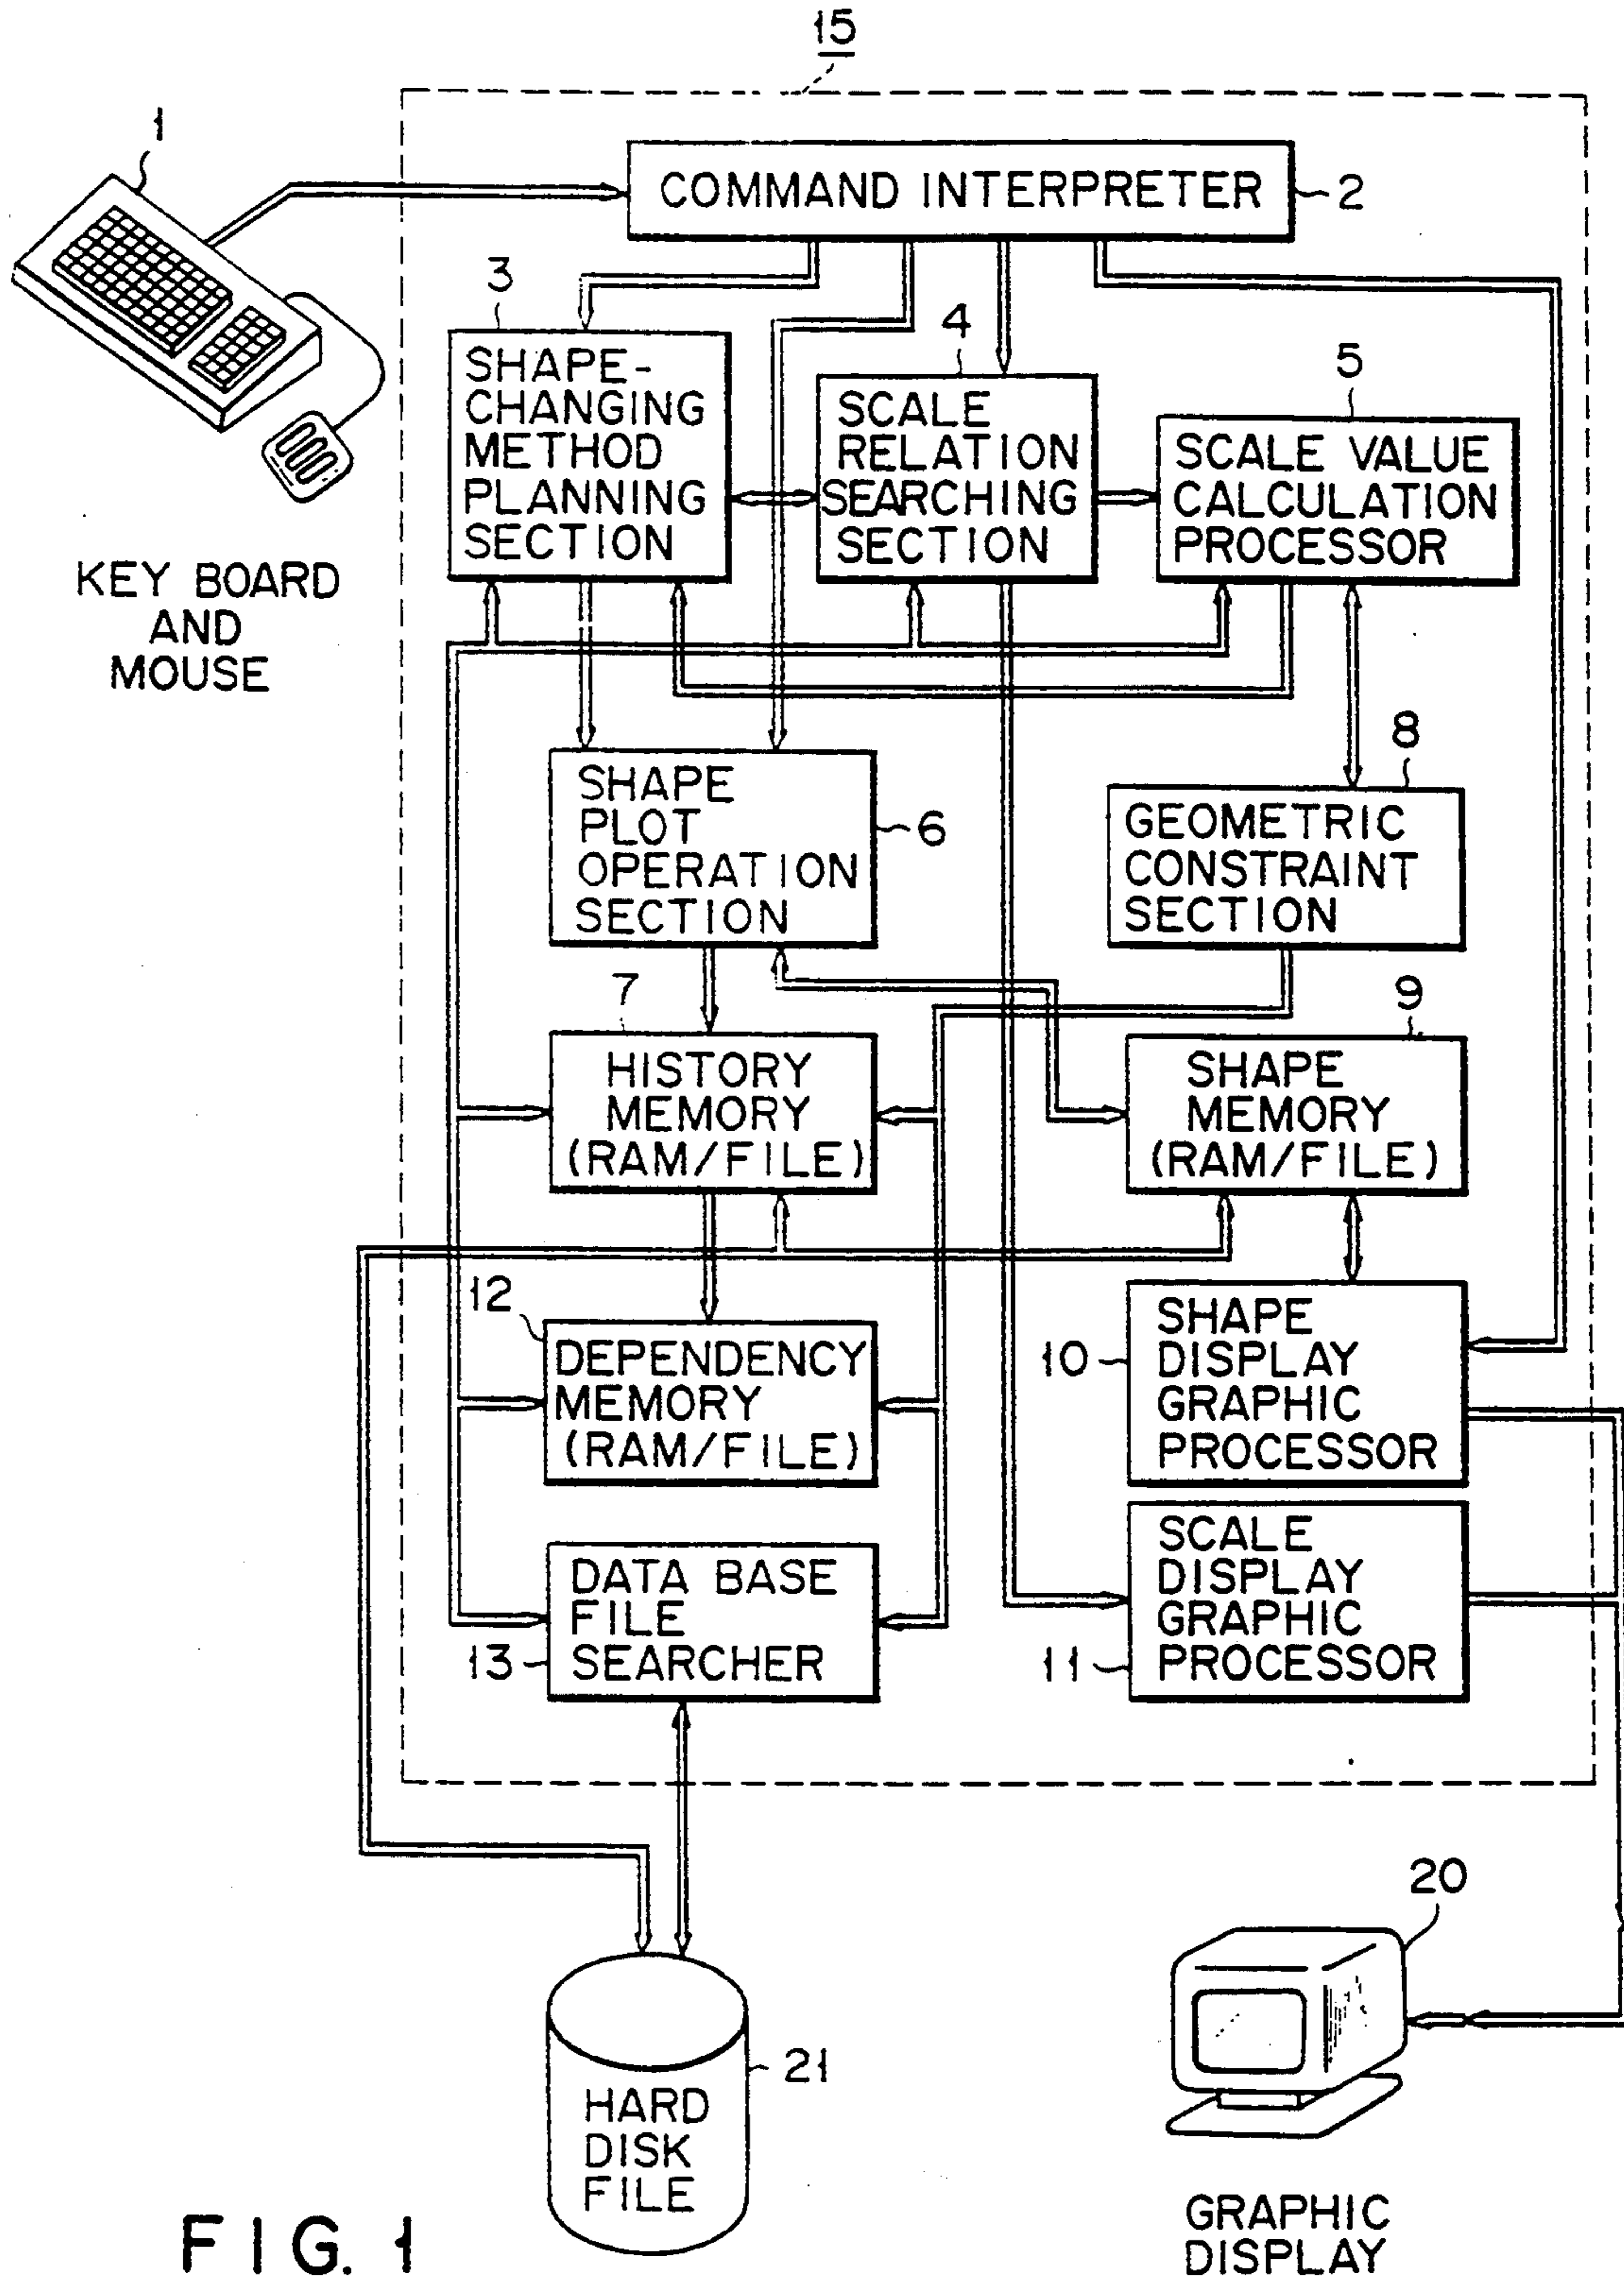 15
1
COMMAND INTERPRETER
2
3
SHAPE-
CHANGING
METHOD
PLANNING
SECTION
4
SCALE
RELATION
SEARCHING
SECTION
5
SCALE VALUE
CALCULATION
PROCESSOR
KEY BOARD
AND
MOUSE
SHAPE
PLOT
OPERATION
SECTION
6
8
GEOMETRIC
CONSTRAINT
SECTION
7
HISTORY
MEMORY
(RAM/FILE)
9
SHAPE
MEMORY
(RAM/FILE)
12
DEPENDENCY
MEMORY
(RAM/FILE)
10
SHAPE
DISPLAY
GRAPHIC
PROCESSOR
13
DATA BASE
FILE
SEARCHER
11
SCALE
DISPLAY
GRAPHIC
PROCESSOR
20
21
HARD
DISK
FILE
GRAPHIC
DISPLAY
FIG. 1